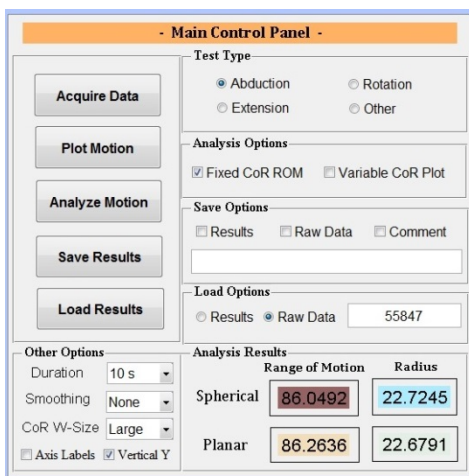 - Main Control Panel -
Acquire Data
Plot Motion
Analyze Motion
Save Results
Load Results
Test Type
Abduction Rotation
Extension Other
Analysis Options
Fixed CoR ROM Variable CoR Plot
Save Options
Results Raw Data Comment
Load Options
Results Raw Data 55847
Other Options
Duration 10 s
Smoothing None
CoR W-Size Large
Axis Labels Vertical Y
Analysis Results
Range of Motion Radius
Spherical 86.0492 22.7245
Planar 86.2636 22.6791